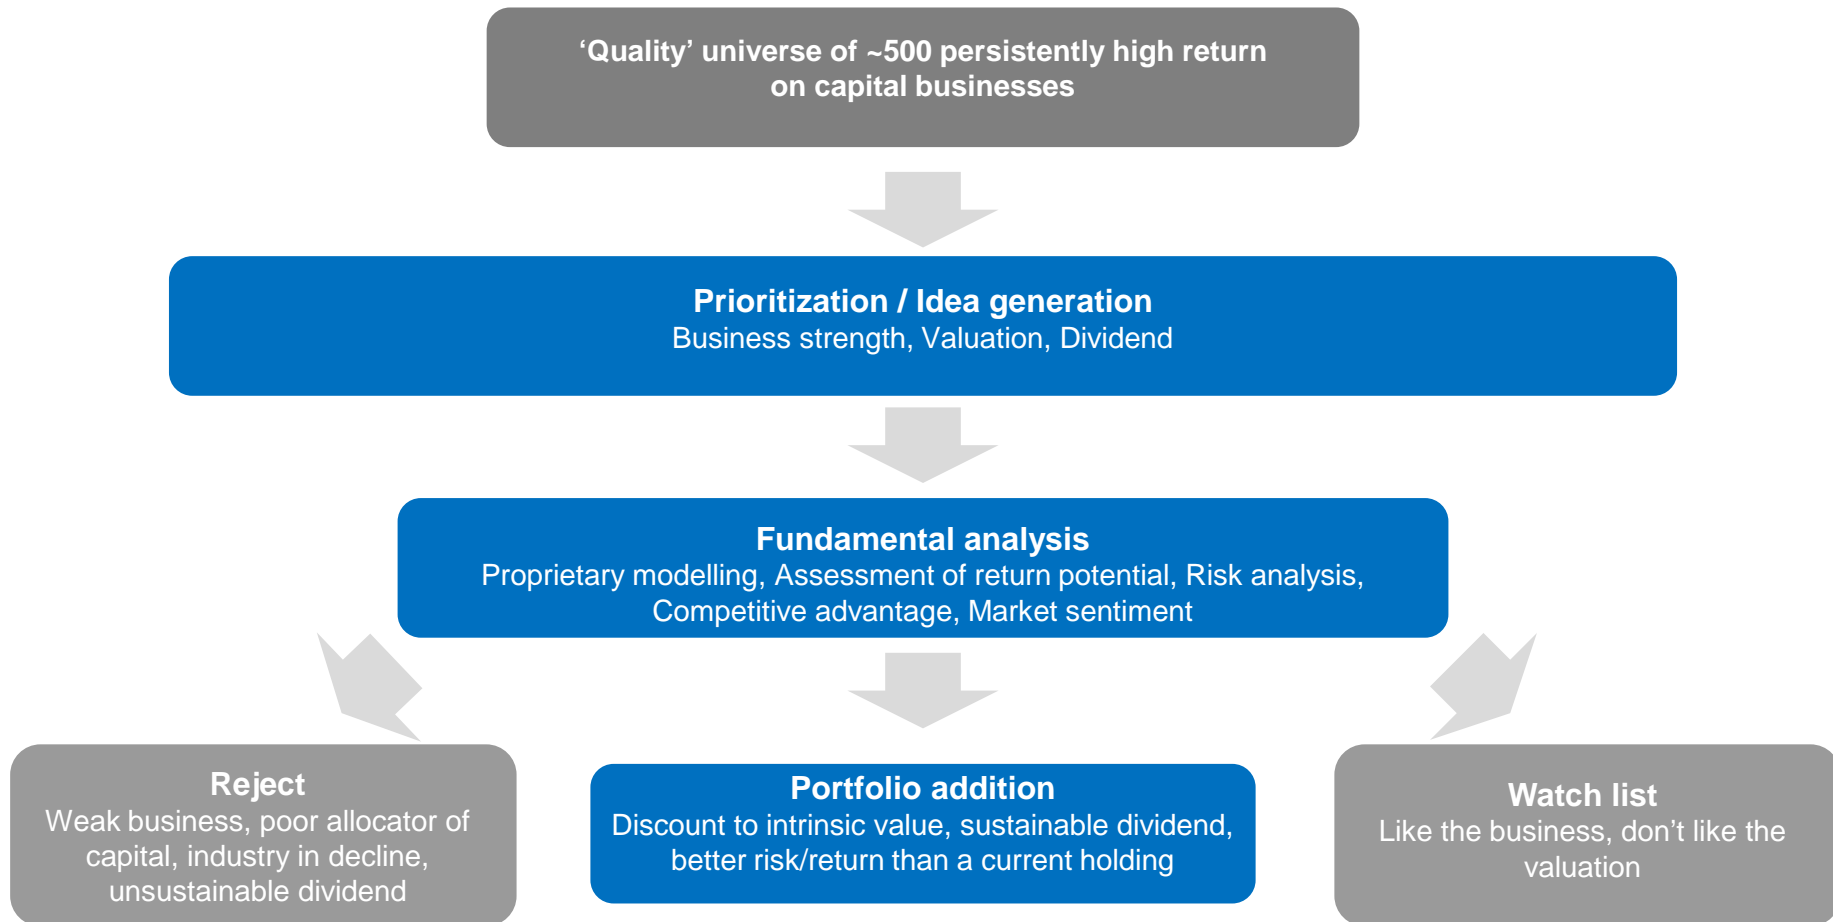 ‘Quality’ universe of ~500 persistently high return
on capital businesses
Prioritization / Idea generation
Business strength, Valuation, Dividend
Fundamental analysis
Proprietary modelling, Assessment of return potential, Risk analysis,
Competitive advantage, Market sentiment
Reject
Weak business, poor allocator of
capital, industry in decline,
unsustainable dividend
Portfolio addition
Discount to intrinsic value, sustainable dividend,
better risk/return than a current holding
Watch list
Like the business, don’t like the
valuation